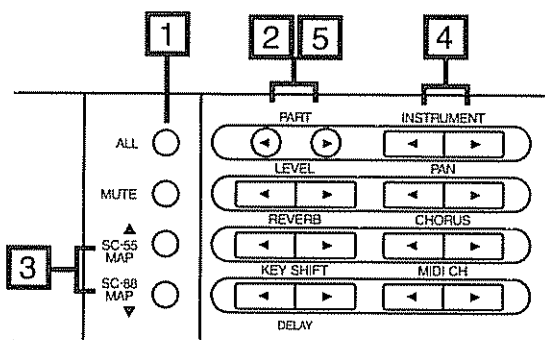 1
2 5
4
PART INSTRUMENT
ALL
LEVEL PAN
MUTE
REVERB CHORUS
SC-55
MAP
3
KEY SHIFT MIDI CH
SC-88
MAP
DELAY